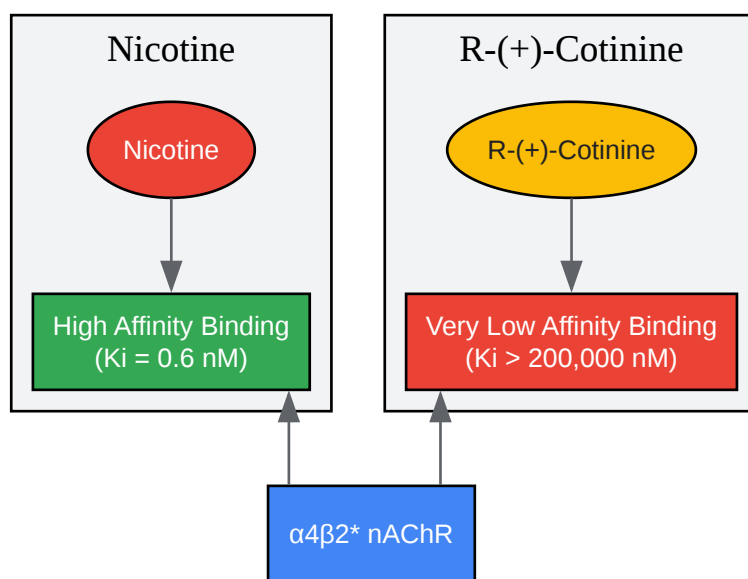 Nicotine
R-(+)-Cotinine
Nicotine
R-(+)-Cotinine
High Affinity Binding
(Ki = 0.6 nM)
Very Low Affinity Binding
(Ki > 200,000 nM)
α4β2* nAChR